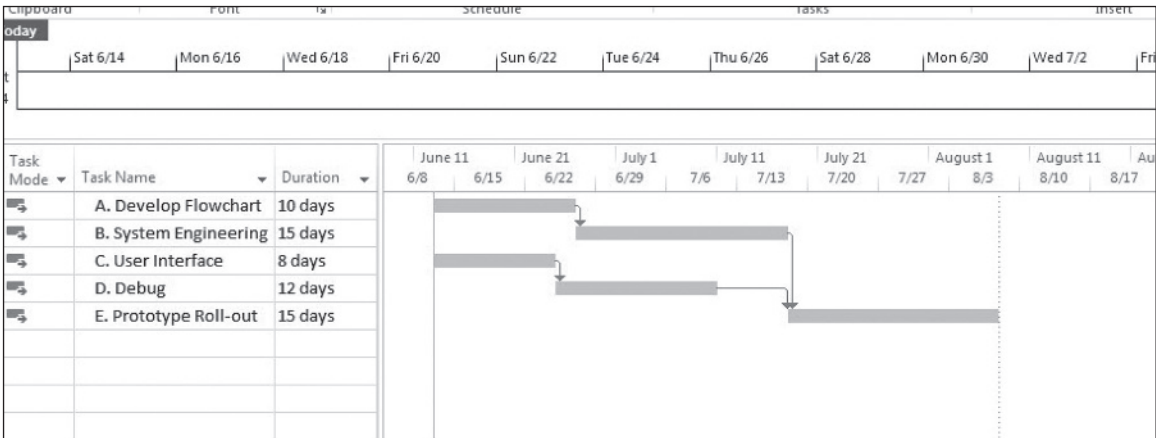 Clipboard Font Schedule Tasks Insert
oday
Sat 6/14 Mon 6/16 Wed 6/18 Fri 6/20 Sun 6/22 Tue 6/24 Thu 6/26 Sat 6/28 Mon 6/30 Wed 7/2 Fri
t
4
June 11 June 21 July 1 July 11 July 21 August 1 August 11 Au
Task
Mode Task Name Duration 6/8 6/15 6/22 6/29 7/6 7/13 7/20 7/27 8/3 8/10 8/17
A. Develop Flowchart 10 days
B. System Engineering 15 days
C. User Interface 8 days
D. Debug 12 days
E. Prototype Roll-out 15 days